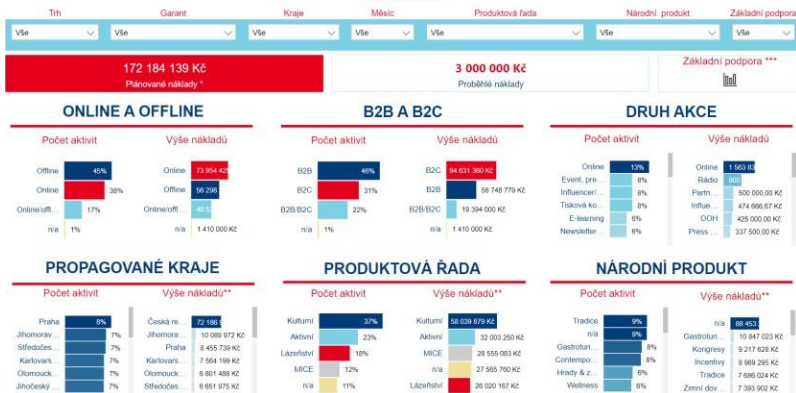 Trh Garant Kraje Měsíc Produktová řada Národní produkt Základní podpora
Vše Vše Vše Vše Vše Vše Vše
172 184 139 Kč
Plánované náklady *
3 000 000 Kč
Proběhlé náklady
Základní podpora ***
ONLINE A OFFLINE
Počet aktivit Výše nákladů
Offline 45% Online 73 954 42
Online 38% Offline 56 298
Online/offl... 17% Online/offl...
n/a 1% n/a 1 410 000 Kč
B2B A B2C
Počet aktivit Výše nákladů
B2B 46% B2C 94 631 360 Kč
B2C 31% B2B 56 748 779 Kč
B2B/B2C 22% B2B/B2C 19 394 000 Kč
n/a 1% n/a 1 410 000 Kč
DRUH AKCE
Počet aktivit Výše nákladů
Online 13% Online 1 563 83
Event, pre... 8% Rádio 900
Influencer/... 8% Partn... 500 000,00 Kč
Tisková ko... 8% Influe... 474 666,67 Kč
E-learning 6% OOH 425 000,00 Kč
Newsletter... 6% Press ... 337 500,00 Kč
PROPAGOVANÉ KRAJE
Počet aktivit Výše nákladů**
Praha 8% Česká re... 72 186
Jihomorav... 7% Jihomora... 10 089 972 Kč
Středočes... 7% Praha 8 455 739 Kč
Karlovars... 7% Karlovars... 7 564 199 Kč
Olomouck... 7% Olomouck... 6 801 488 Kč
Jihočeský ... 7% Středočes... 6 651 975 Kč
PRODUKTOVÁ ŘADA
Počet aktivit Výše nákladů**
Kulturní 37% Kulturní 58 039 679 Kč
Aktivní 23% Aktivní 32 003 250 Kč
Lázeňství 18% MICE 28 555 083 Kč
MICE 12% n/a 27 565 760 Kč
n/a 11% Lázeňství 26 020 167 Kč
NÁRODNÍ PRODUKT
Počet aktivit Výše nákladů**
Tradice 9% n/a 88 453
n/a 9% Gastroturi... 10 847 023 Kč
Gastroturi... 8% Kongresy 9 217 628 Kč
Contempo... 8% Incentivy 8 989 295 Kč
Hrady & z... 6% Tradice 7 686 024 Kč
Wellness 6% Zimní dov... 7 393 902 Kč